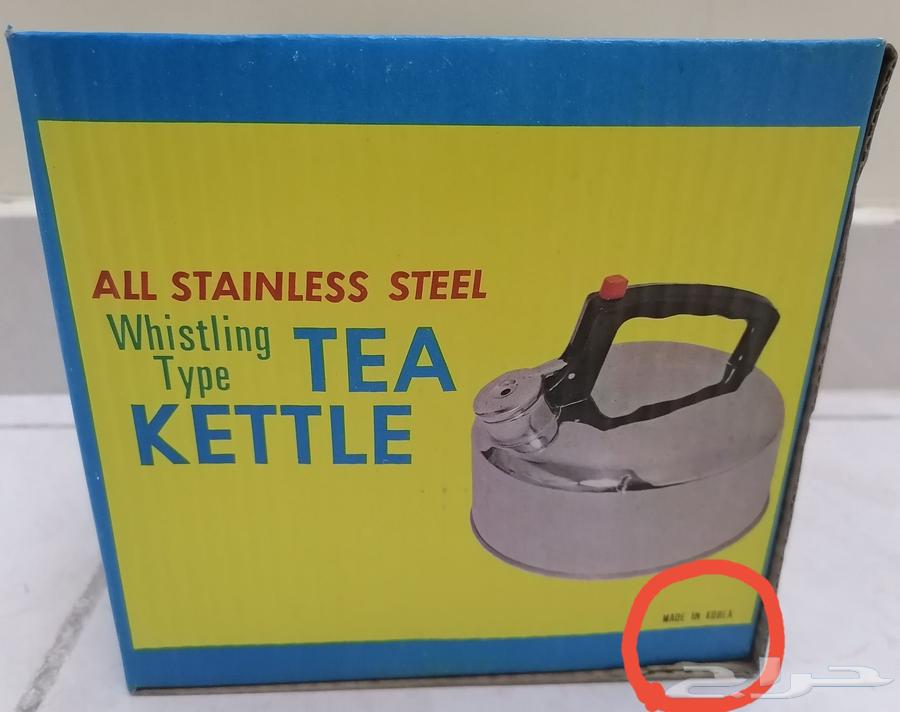 ALL STAINLESS STEEL
Whistling
Type
TEA
KETTLE
MADE IN KOREA
حراج